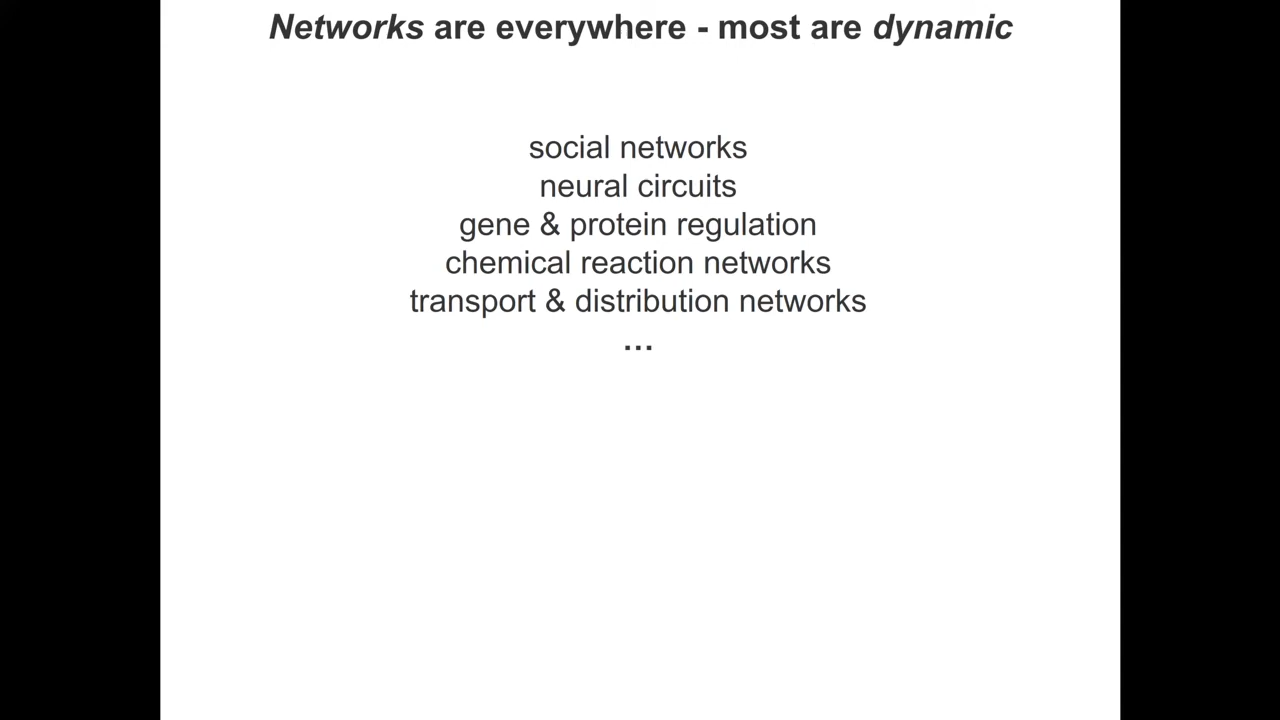 Networks are everywhere - most are dynamic
social networks
neural circuits
gene & protein regulation
chemical reaction networks
transport & distribution networks
...